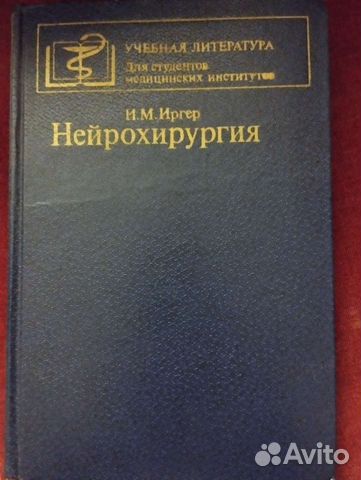 УЧЕБНАЯ ЛИТЕРАТУРА
Для студентов
медицинских институтов
И.М.Иргер
Нейрохирургия
Avito